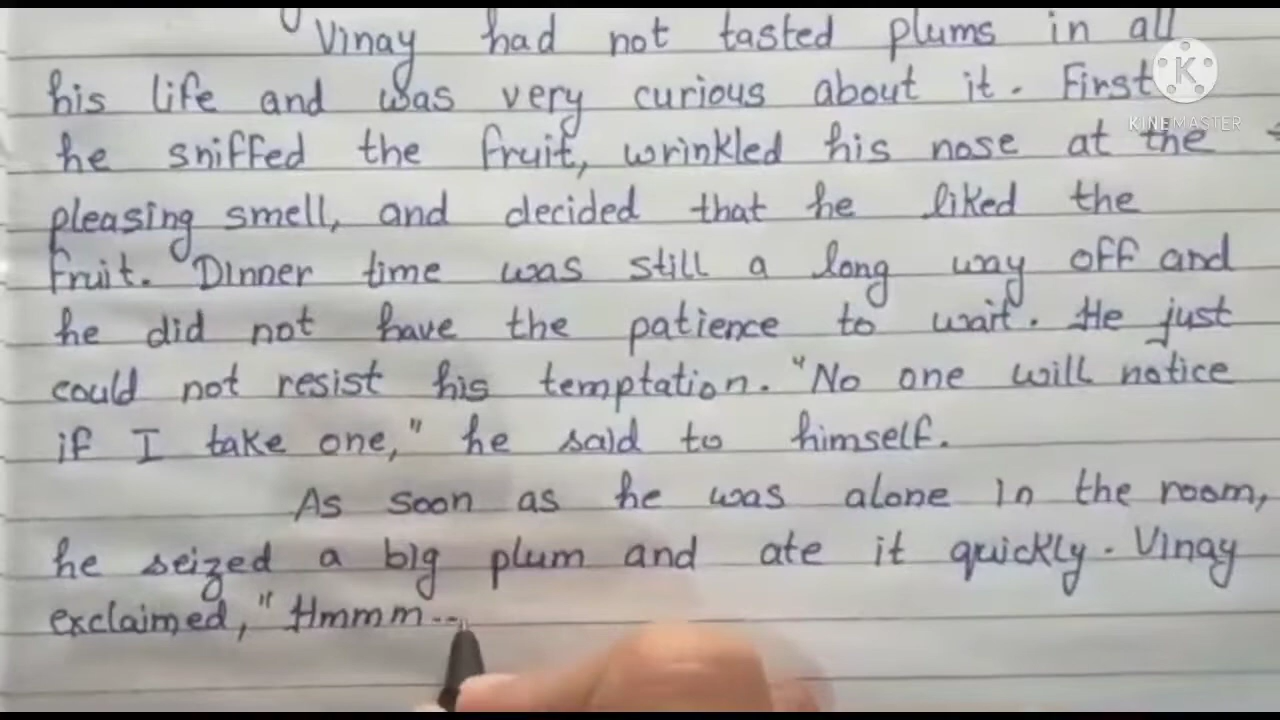 Vinay had not tasted plums in all
his life and was very curious about it. First
he sniffed the fruit, wrinkled his nose at the
pleasing smell, and decided that he liked the
fruit. Dinner time was still a long way off and
he did not have the patience to wait. He just
could not resist his temptation. "No one will notice
if I take one," he said to himself.
As soon as he was alone in the room,
he seized a big plum and ate it quickly. Vinay
exclaimed, "Hmmm...
K
KINEMASTER